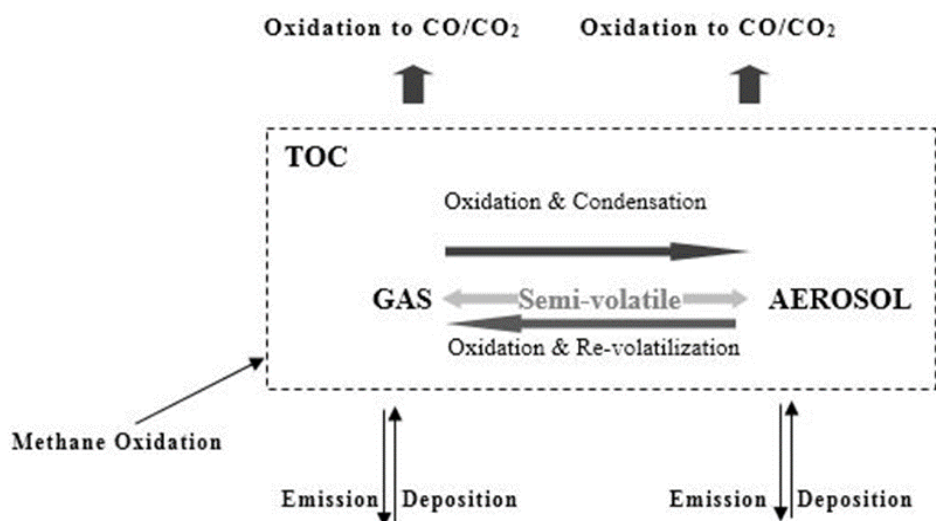 Oxidation to CO/CO₂ Oxidation to CO/CO₂
TOC
Oxidation & Condensation
GAS Semi-volatile AEROSOL
Oxidation & Re-volatilization
Methane Oxidation
Emission Deposition Emission Deposition